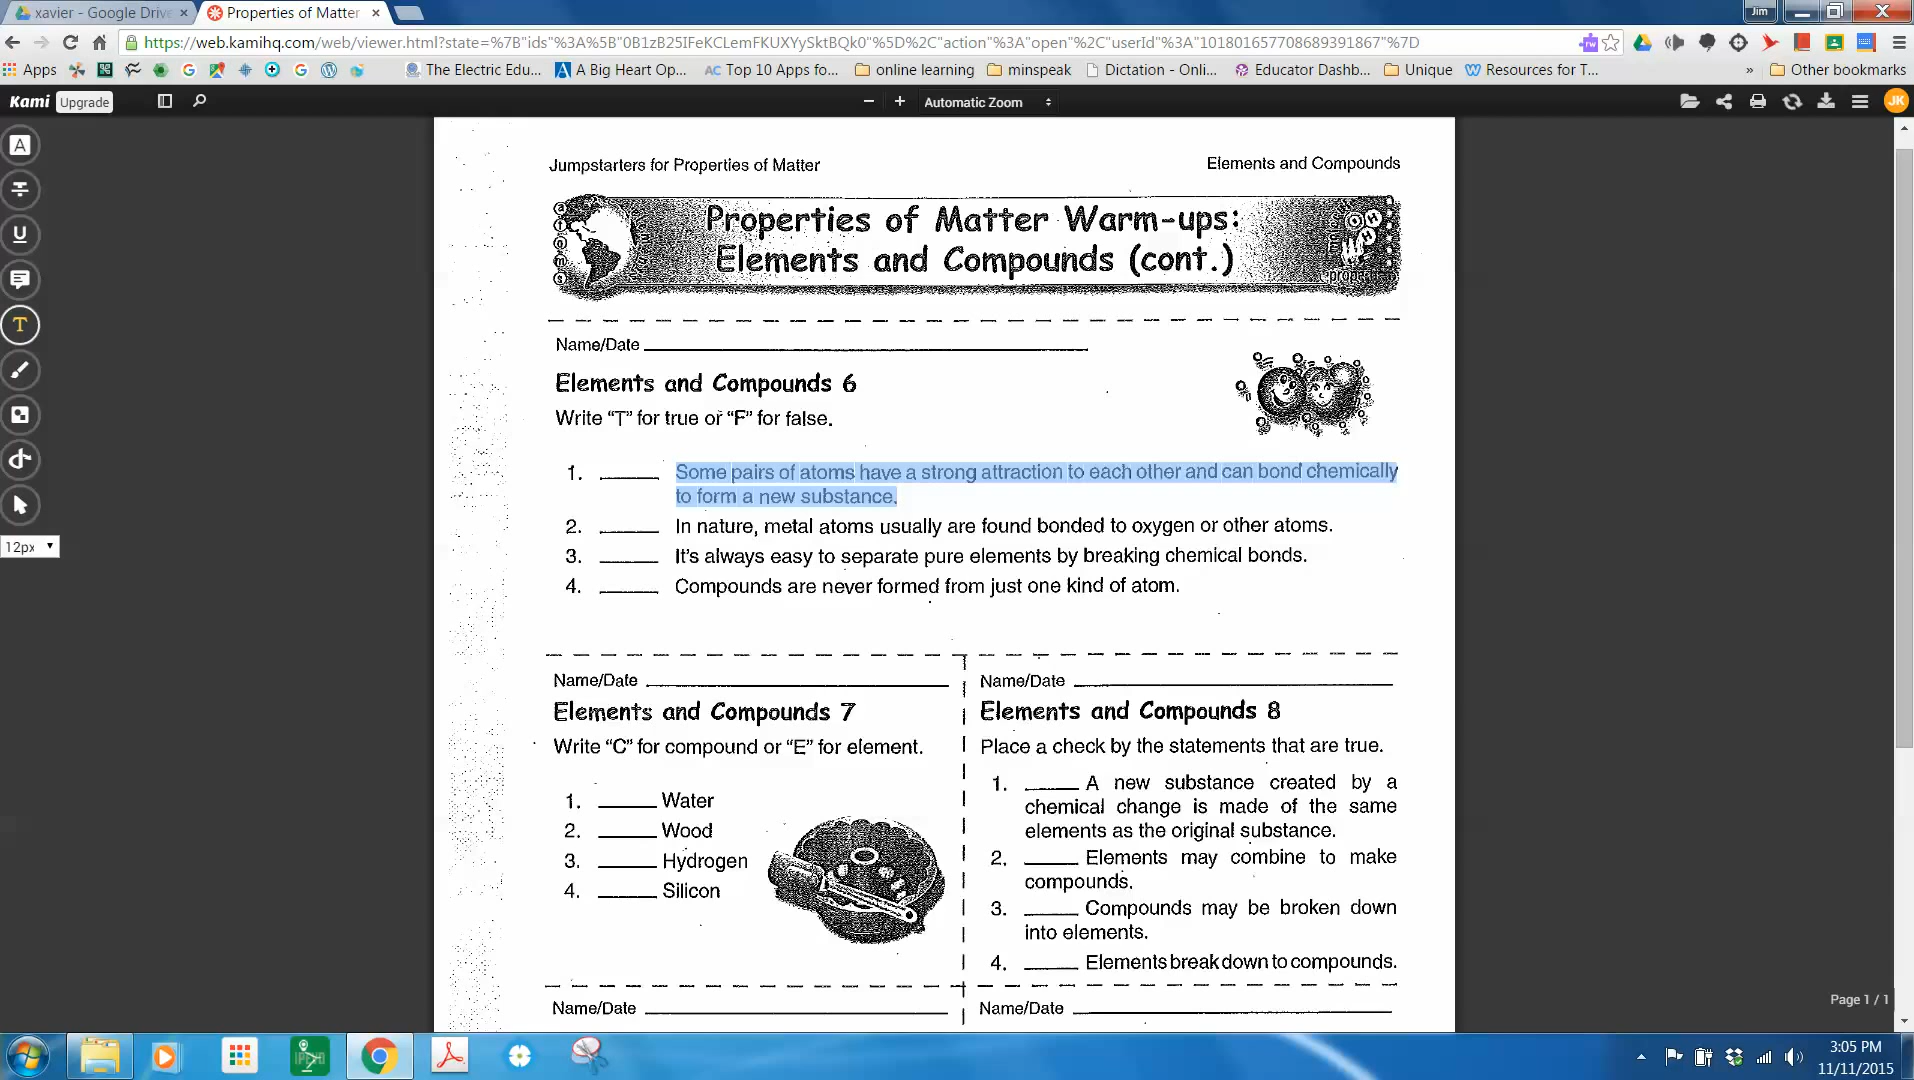 xavier - Google Drive
Properties of Matter
Jim
https://web.kamihq.com/web/viewer.html?state=%7B"ids"%3A%5B"0B1zB25IFeKCLemFKUXYySktBQk0"%5D%2C"action"%3A"open"%2C"userId"%3A"101801657708689391867"%7D
Apps
The Electric Edu...
A Big Heart Op...
AC Top 10 Apps fo...
online learning
minspeak
Dictation - Onli...
Educator Dashb...
Unique
Resources for T...
» Other bookmarks
Kami Upgrade
Automatic Zoom
JK
12px
Jumpstarters for Properties of Matter
Elements and Compounds
Properties of Matter Warm-ups:
Elements and Compounds (cont.)
Name/Date
Elements and Compounds 6
Write “T” for true or “F” for false.
1. Some pairs of atoms have a strong attraction to each other and can bond chemically
to form a new substance.
2. In nature, metal atoms usually are found bonded to oxygen or other atoms.
3. It’s always easy to separate pure elements by breaking chemical bonds.
4. Compounds are never formed from just one kind of atom.
Name/Date
Elements and Compounds 7
Write “C” for compound or “E” for element.
1. Water
2. Wood
3. Hydrogen
4. Silicon
Name/Date
Elements and Compounds 8
Place a check by the statements that are true.
1. A new substance created by a
chemical change is made of the same
elements as the original substance.
2. Elements may combine to make
compounds.
3. Compounds may be broken down
into elements.
4. Elements break down to compounds.
Name/Date
Name/Date
Page 1 / 1
3:05 PM
11/11/2015